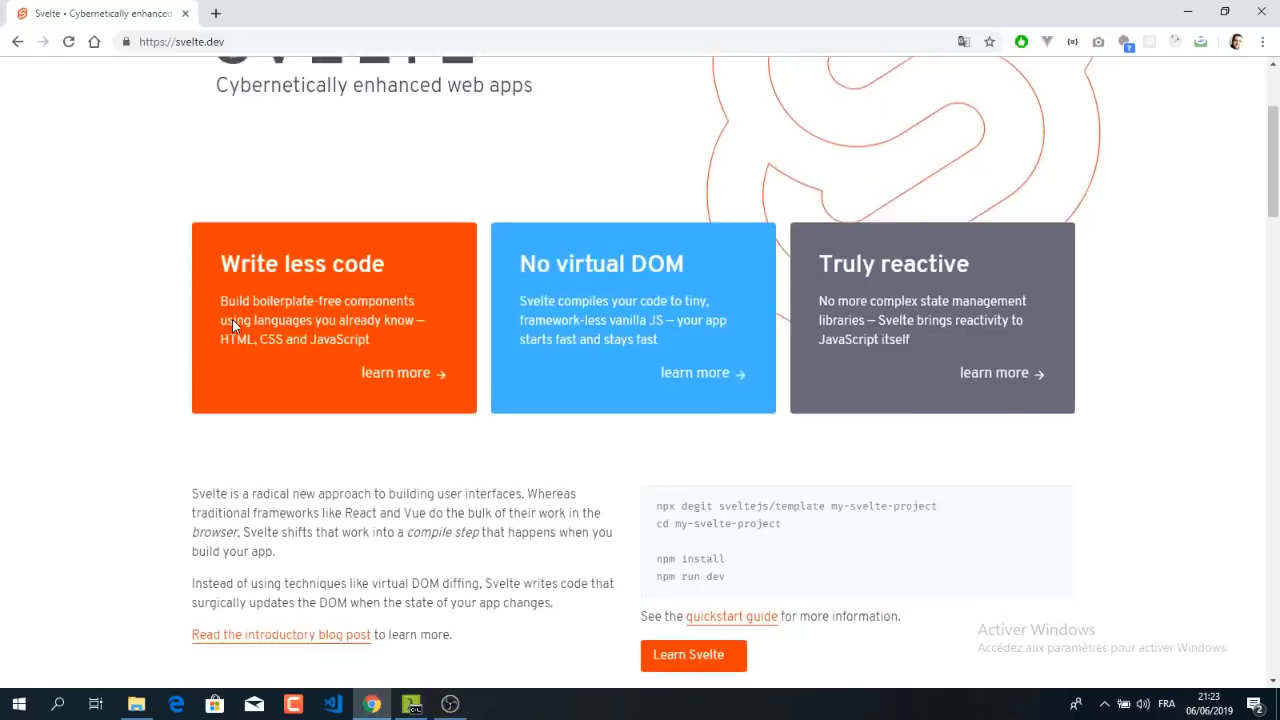 Svelte • Cybernetically enhanced
https://svelte.dev
SVELTE
Cybernetically enhanced web apps
Write less code
Build boilerplate-free components
using languages you already know —
HTML, CSS and JavaScript
learn more →
No virtual DOM
Svelte compiles your code to tiny,
framework-less vanilla JS — your app
starts fast and stays fast
learn more →
Truly reactive
No more complex state management
libraries — Svelte brings reactivity to
JavaScript itself
learn more →
Svelte is a radical new approach to building user interfaces. Whereas
traditional frameworks like React and Vue do the bulk of their work in the
browser, Svelte shifts that work into a compile step that happens when you
build your app.
Instead of using techniques like virtual DOM diffing, Svelte writes code that
surgically updates the DOM when the state of your app changes.
Read the introductory blog post to learn more.
npx degit sveltejs/template my-svelte-project
cd my-svelte-project
npm install
npm run dev
See the quickstart guide for more information.
Learn Svelte
Activer Windows
Accédez aux paramètres pour activer Windows.
FRA
21:23
06/06/2019
2